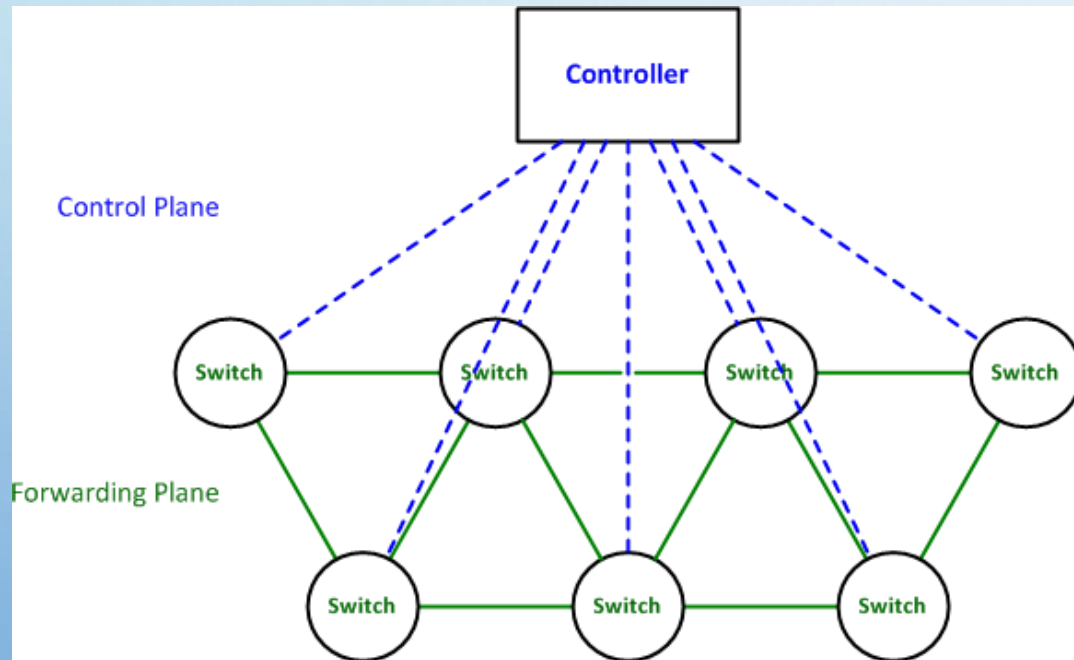 Controller
Control Plane
Switch
Switch
Switch
Switch
Forwarding Plane
Switch
Switch
Switch